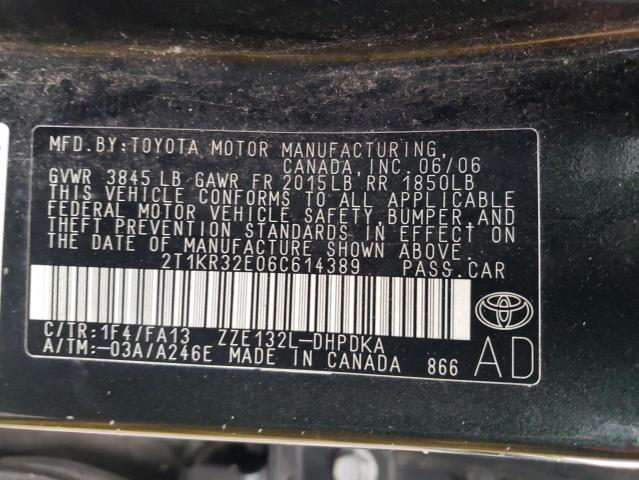 MFD. BY: TOYOTA MOTOR MANUFACTURING,
CANADA, INC. 06/06
GVWR 3845 LB GAWR FR 2015LB RR 1850LB
THIS VEHICLE CONFORMS TO ALL APPLICABLE
FEDERAL MOTOR VEHICLE SAFETY, BUMPER, AND
THEFT PREVENTION STANDARDS IN EFFECT ON
THE DATE OF MANUFACTURE SHOWN ABOVE.
2T1KR32E06C614389 PASS. CAR
C/TR: 1F4/FA13 ZZE132L-DHPDKA
A/TM: -03A/A246E MADE IN CANADA 866
AD